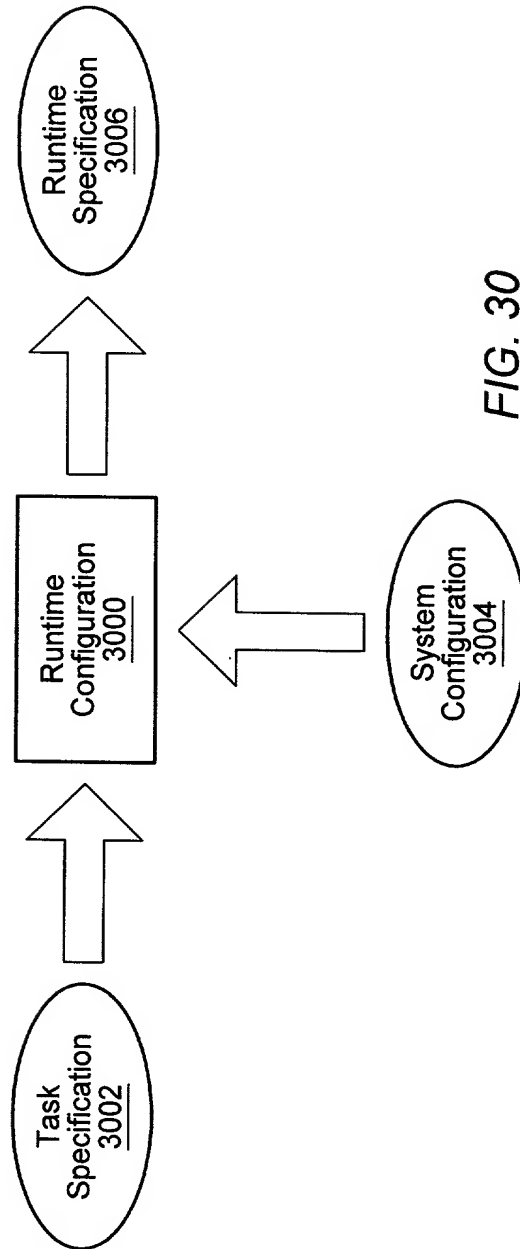 Task
Specification
3002
Runtime
Configuration
3000
Runtime
Specification
3006
System
Configuration
3004
FIG. 30